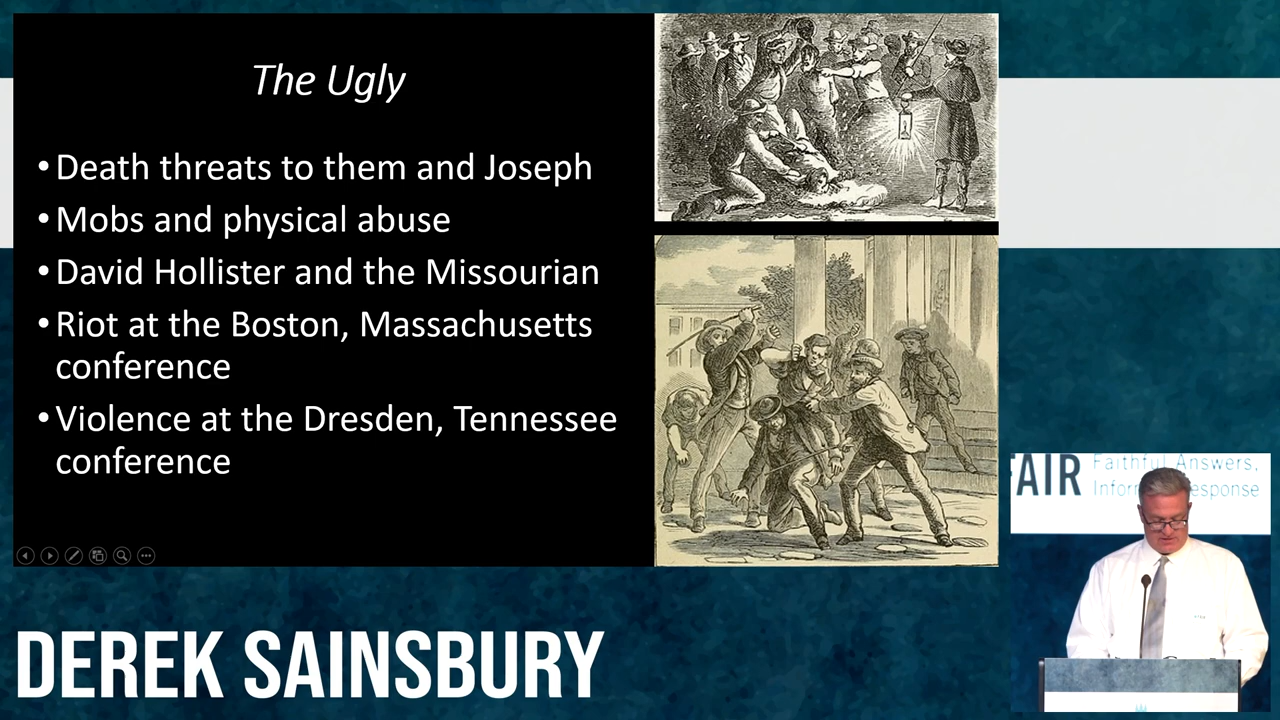 The Ugly
• Death threats to them and Joseph
• Mobs and physical abuse
• David Hollister and the Missourian
• Riot at the Boston, Massachusetts
conference
• Violence at the Dresden, Tennessee
conference
FAIR
Faithful Answers,
DEREK SAINSBURY